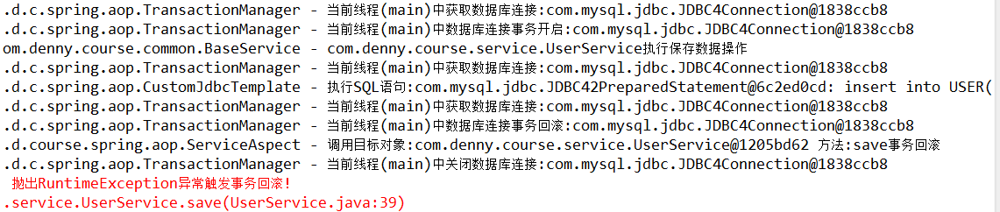 .d.c.spring.aop.TransactionManager - 当前线程(main)中获取数据库连接:com.mysql.jdbc.JDBC4Connection@1838ccb8
.d.c.spring.aop.TransactionManager - 当前线程(main)中数据库连接事务开启:com.mysql.jdbc.JDBC4Connection@1838ccb8
om.denny.course.common.BaseService - com.denny.course.service.UserService执行保存数据操作
.d.c.spring.aop.TransactionManager - 当前线程(main)中获取数据库连接:com.mysql.jdbc.JDBC4Connection@1838ccb8
.d.c.spring.aop.CustomJdbcTemplate - 执行SQL语句:com.mysql.jdbc.JDBC42PreparedStatement@6c2ed0cd: insert into USER(
.d.c.spring.aop.TransactionManager - 当前线程(main)中获取数据库连接:com.mysql.jdbc.JDBC4Connection@1838ccb8
.d.c.spring.aop.TransactionManager - 当前线程(main)中数据库连接事务回滚:com.mysql.jdbc.JDBC4Connection@1838ccb8
.d.course.spring.aop.ServiceAspect - 调用目标对象:com.denny.course.service.UserService@1205bd62 方法:save事务回滚
.d.c.spring.aop.TransactionManager - 当前线程(main)中关闭数据库连接:com.mysql.jdbc.JDBC4Connection@1838ccb8
抛出RuntimeException异常触发事务回滚!
.service.UserService.save(UserService.java:39)